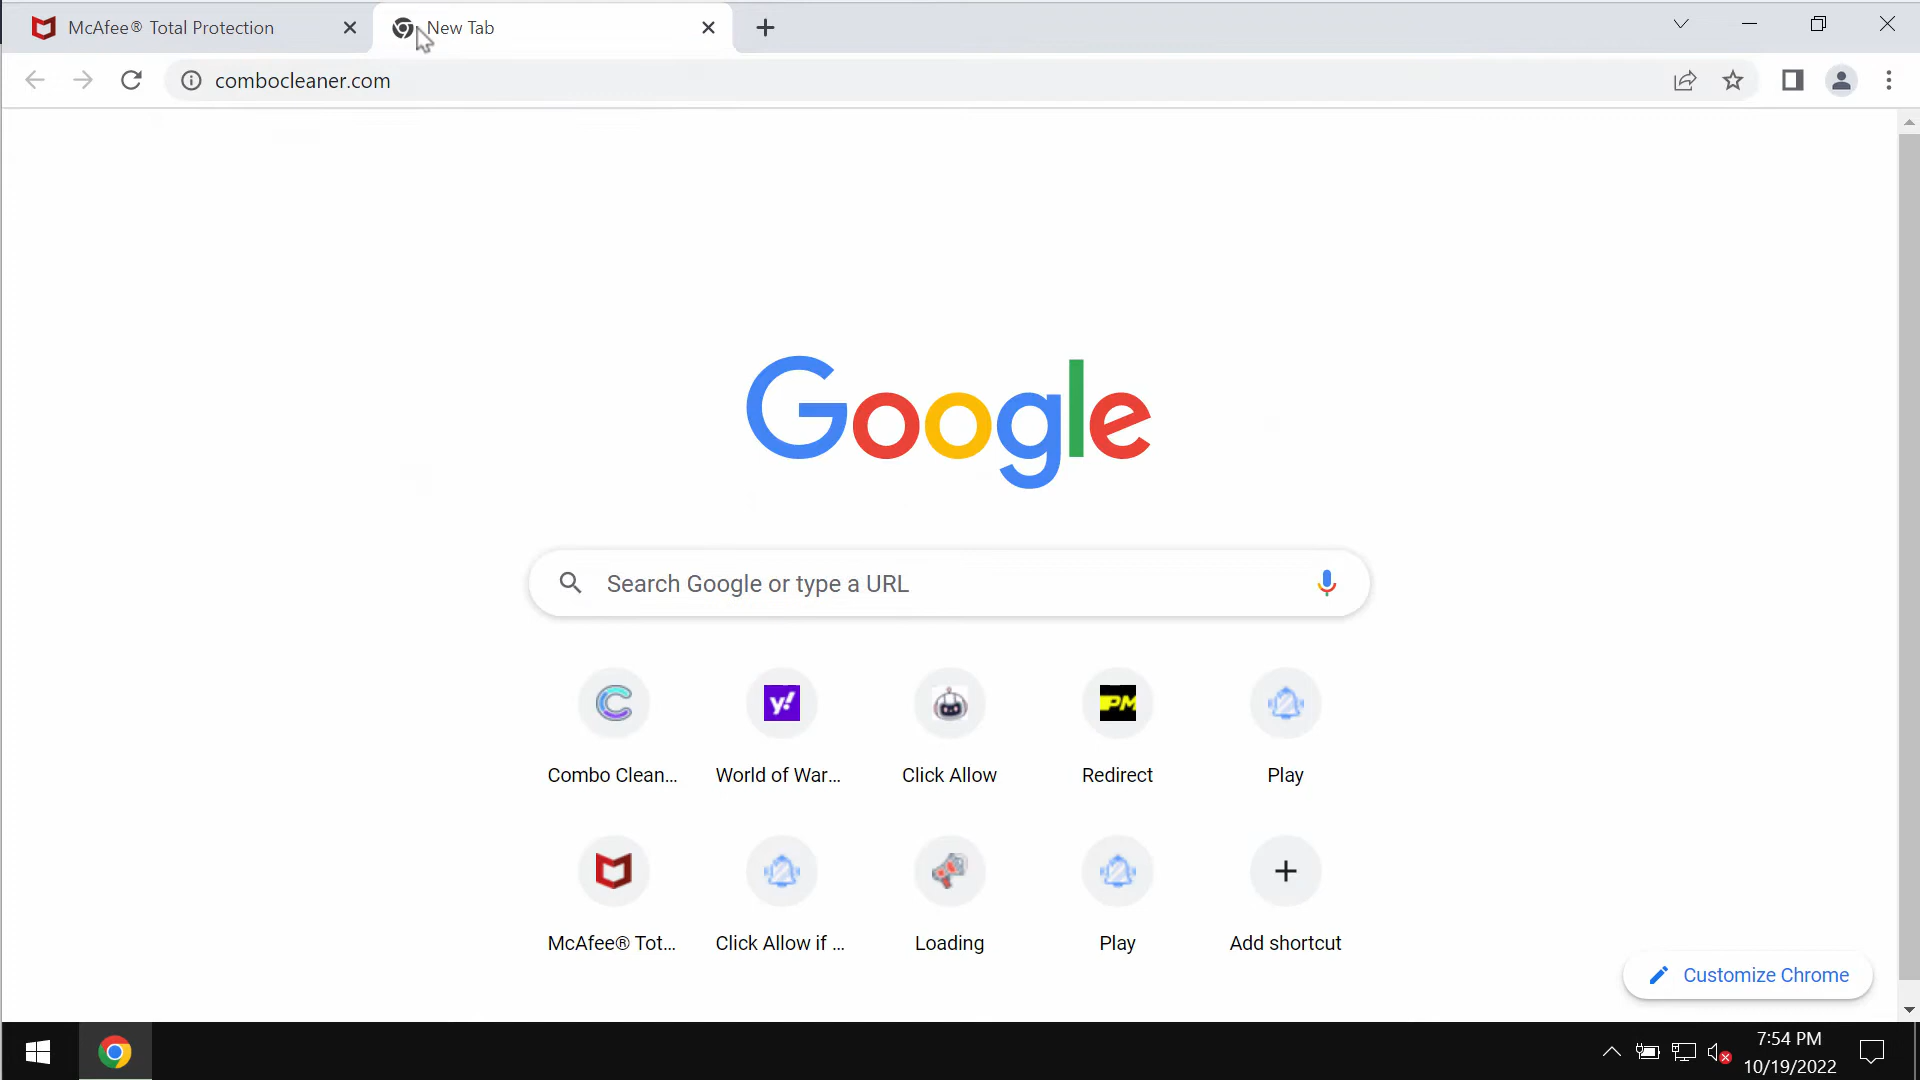 McAfee® Total Protection
New Tab
combocleaner.com
Google
Search Google or type a URL
Combo Clean...
World of War...
Click Allow
Redirect
Play
McAfee® Tot...
Click Allow if ...
Loading
Play
Add shortcut
Customize Chrome
7:54 PM
10/19/2022